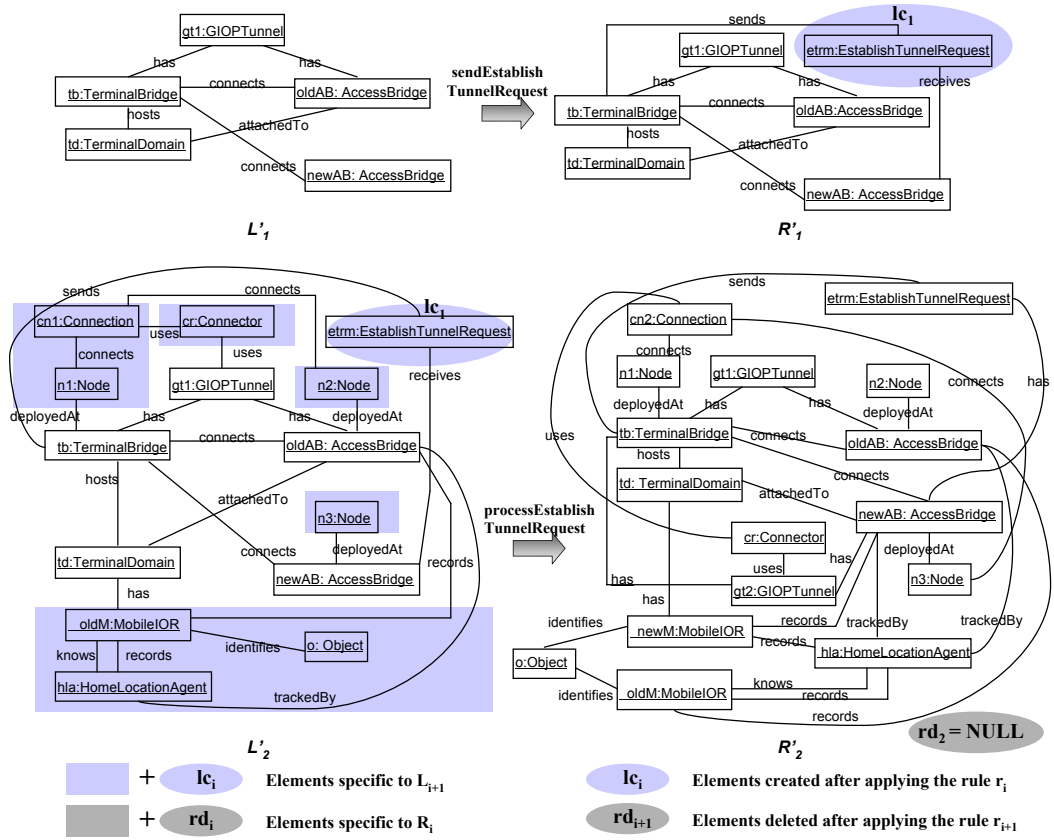 sends
lc1
gt1:GIOPTunnel
gt1:GIOPTunnel
etrm:EstablishTunnelRequest
has
has
sendEstablish
TunnelRequest
has
has
receives
tb:TerminalBridge
connects
oldAB: AccessBridge
tb:TerminalBridge
connects
oldAB:AccessBridge
hosts
attachedTo
hosts
attachedTo
td:TerminalDomain
td:TerminalDomain
connects
newAB: AccessBridge
connects
newAB: AccessBridge
L'1
R'1
sends
connects
lc1
sends
etrm:EstablishTunnelRequest
cn1:Connection
cr:Connector
etrm:EstablishTunnelRequest
cn2:Connection
uses
connects
uses
receives
connects
n1:Node
gt1:GIOPTunnel
n2:Node
n1:Node
gt1:GIOPTunnel
n2:Node
connects
has
deployedAt
has
has
deployedAt
deployedAt
has
has
deployedAt
uses
tb:TerminalBridge
connects
oldAB: AccessBridge
tb:TerminalBridge
connects
oldAB: AccessBridge
hosts
hosts
connects
attachedTo
td: TerminalDomain
attachedTo
n3:Node
processEstablish
TunnelRequest
newAB: AccessBridge
deployedAt
connects
records
cr:Connector
deployedAt
td:TerminalDomain
newAB: AccessBridge
uses
has
has
gt2:GIOPTunnel
n3:Node
has
has
oldM:MobileIOR
identifies
newM:MobileIOR
records
trackedBy
trackedBy
knows
records
identifies
o: Object
records
hla:HomeLocationAgent
o:Object
hla:HomeLocationAgent
trackedBy
identifies
oldM:MobileIOR
knows
records
records
L'2
R'2
rd2 = NULL
+ lci Elements specific to Li+1
lci Elements created after applying the rule ri
+ rdi Elements specific to Ri
rdi+1 Elements deleted after applying the rule ri+1